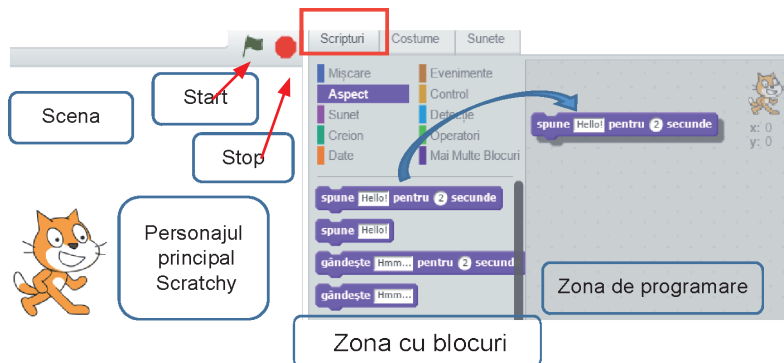 Scripturi
Costume
Sunete
Start
Scena
Stop
Mișcare
Aspect
Sunet
Creion
Date
Evenimente
Control
Detecție
Operatori
Mai Multe Blocuri
spune Hello! pentru 2 secunde
x: 0
y: 0
spune Hello! pentru 2 secunde
spune Hello!
gândește Hmm... pentru 2 secund
gândește Hmm...
Personajul
principal
Scratchy
Zona de programare
Zona cu blocuri